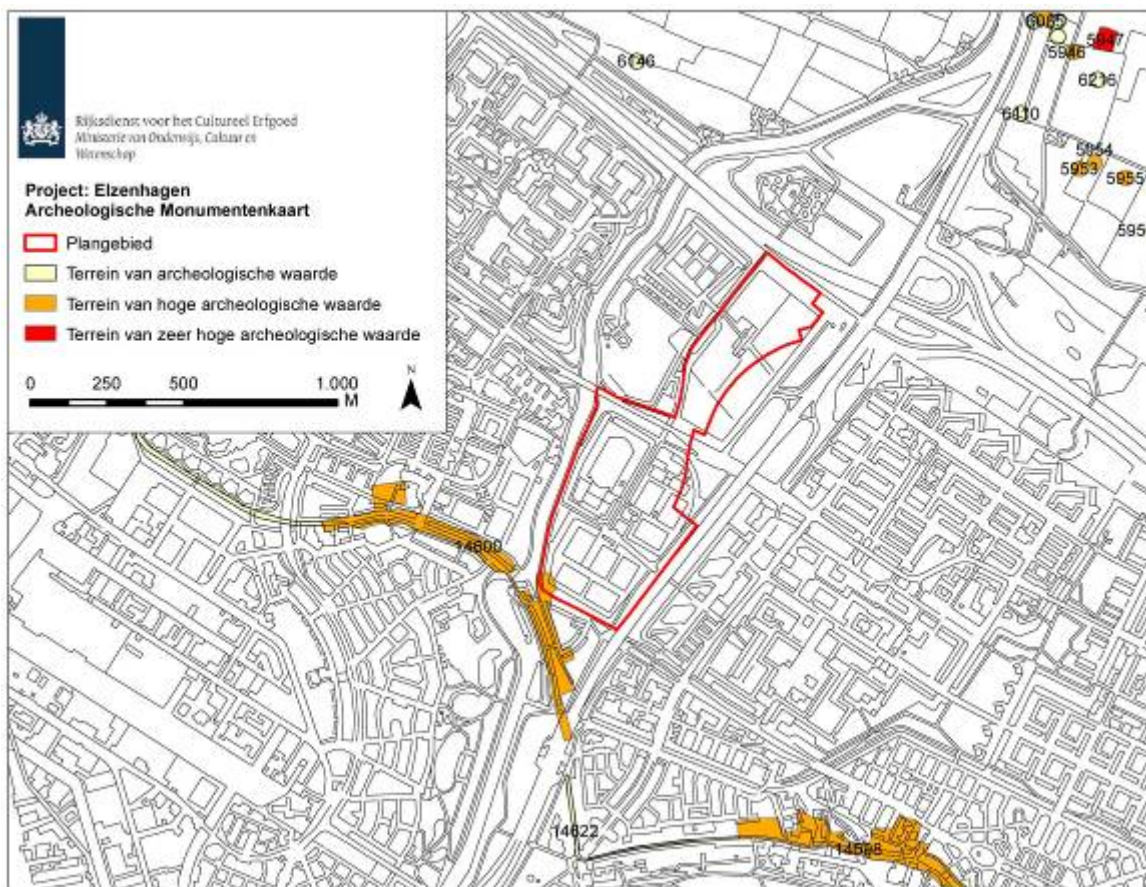 Rijksdienst voor het Cultureel Erfgoed
Ministerie van Onderwijs, Cultuur en
Wetenschap
Project: Elzenhagen
Archeologische Monumentenkaart
Plangebied
Terrein van archeologische waarde
Terrein van hoge archeologische waarde
Terrein van zeer hoge archeologische waarde
0 250 500 1.000
M
N
6065
5947
5946
6146
6216
6110
5954
5953
5955
595
14600
14622
14598